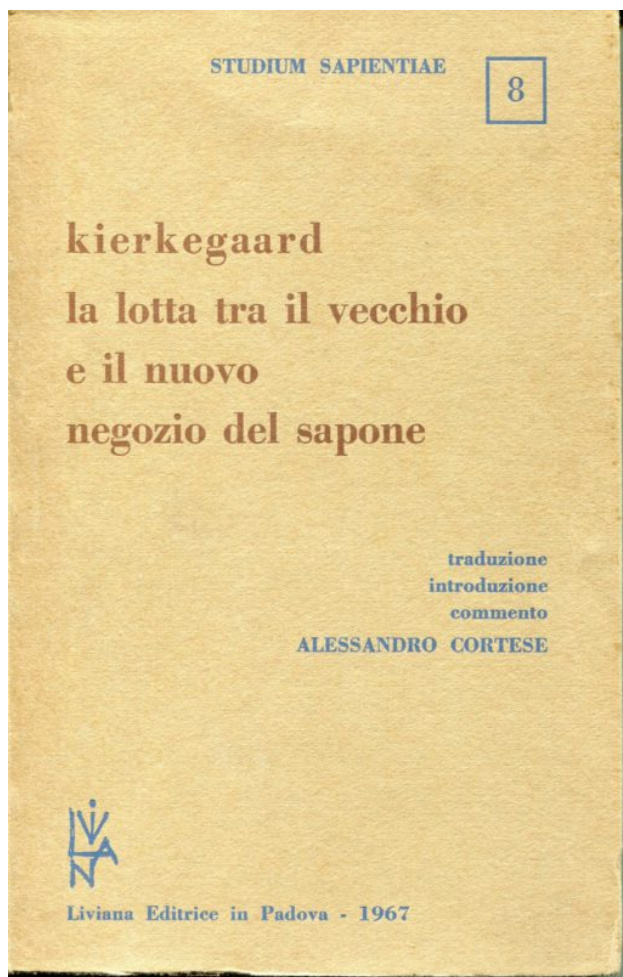 STUDIUM SAPIENTIAE
8
kierkegaard
la lotta tra il vecchio
e il nuovo
negozio del sapone
traduzione
introduzione
commento
ALESSANDRO CORTESE
LIVIANA
Liviana Editrice in Padova - 1967